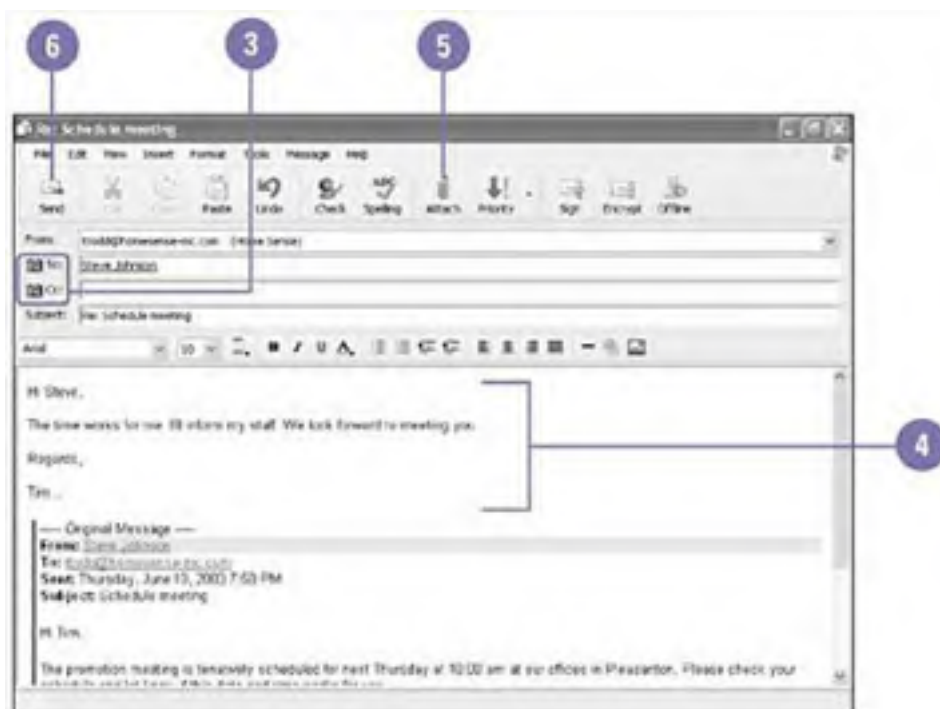 6 3 5
Re: Schedule meeting
File Edit View Insert Format Tools Message Help
Send Cut Copy Paste Undo Check Spelling Attach Priority Sign Encrypt Offline
From: (Home Sense)
To: Steve Johnson
Cc:
Subject: Re: Schedule meeting
Arial 10 B I U A
Hi Steve,
The time works for me. I'll inform my staff. We look forward to meeting you.
4
Regards,
Tim
---- Original Message ----
From: Steve Johnson
To:
Sent: Thursday, June 2003 PM
Subject: Schedule meeting
Hi Tim,
The promotion meeting is scheduled for next Thursday at 10:00 am at our offices in Pleasanton. Please check your